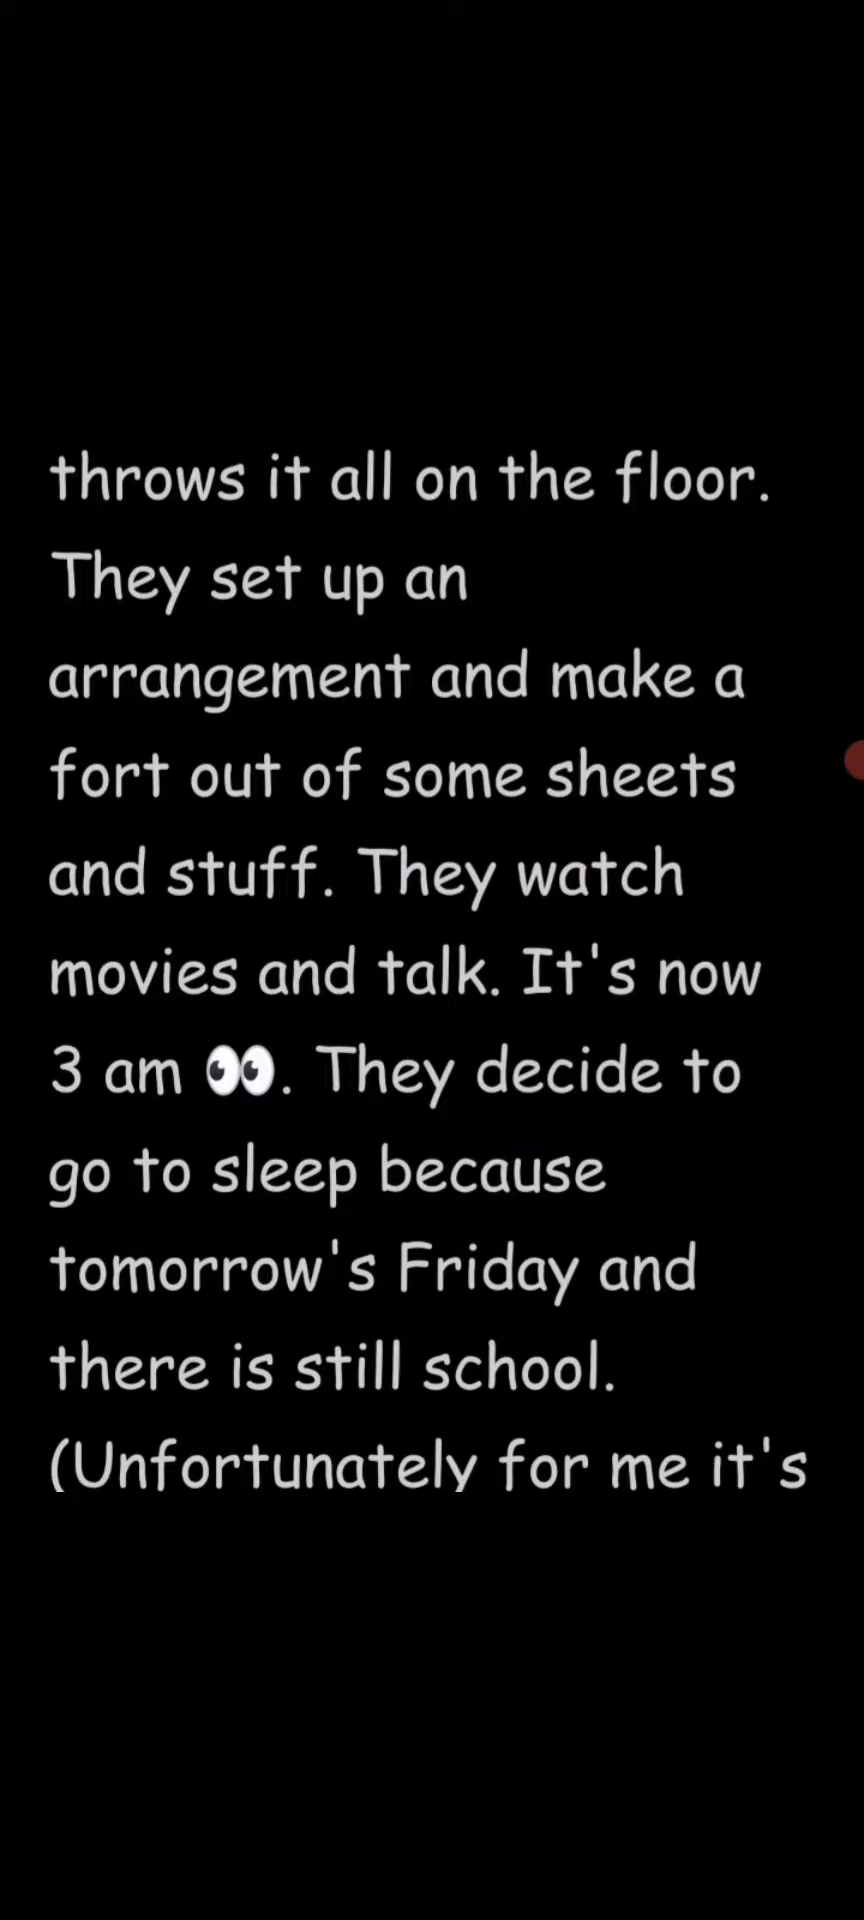 throws it all on the floor.
They set up an
arrangement and make a
fort out of some sheets
and stuff. They watch
movies and talk. It's now
3 am 👀. They decide to
go to sleep because
tomorrow's Friday and
there is still school.
(Unfortunately for me it's